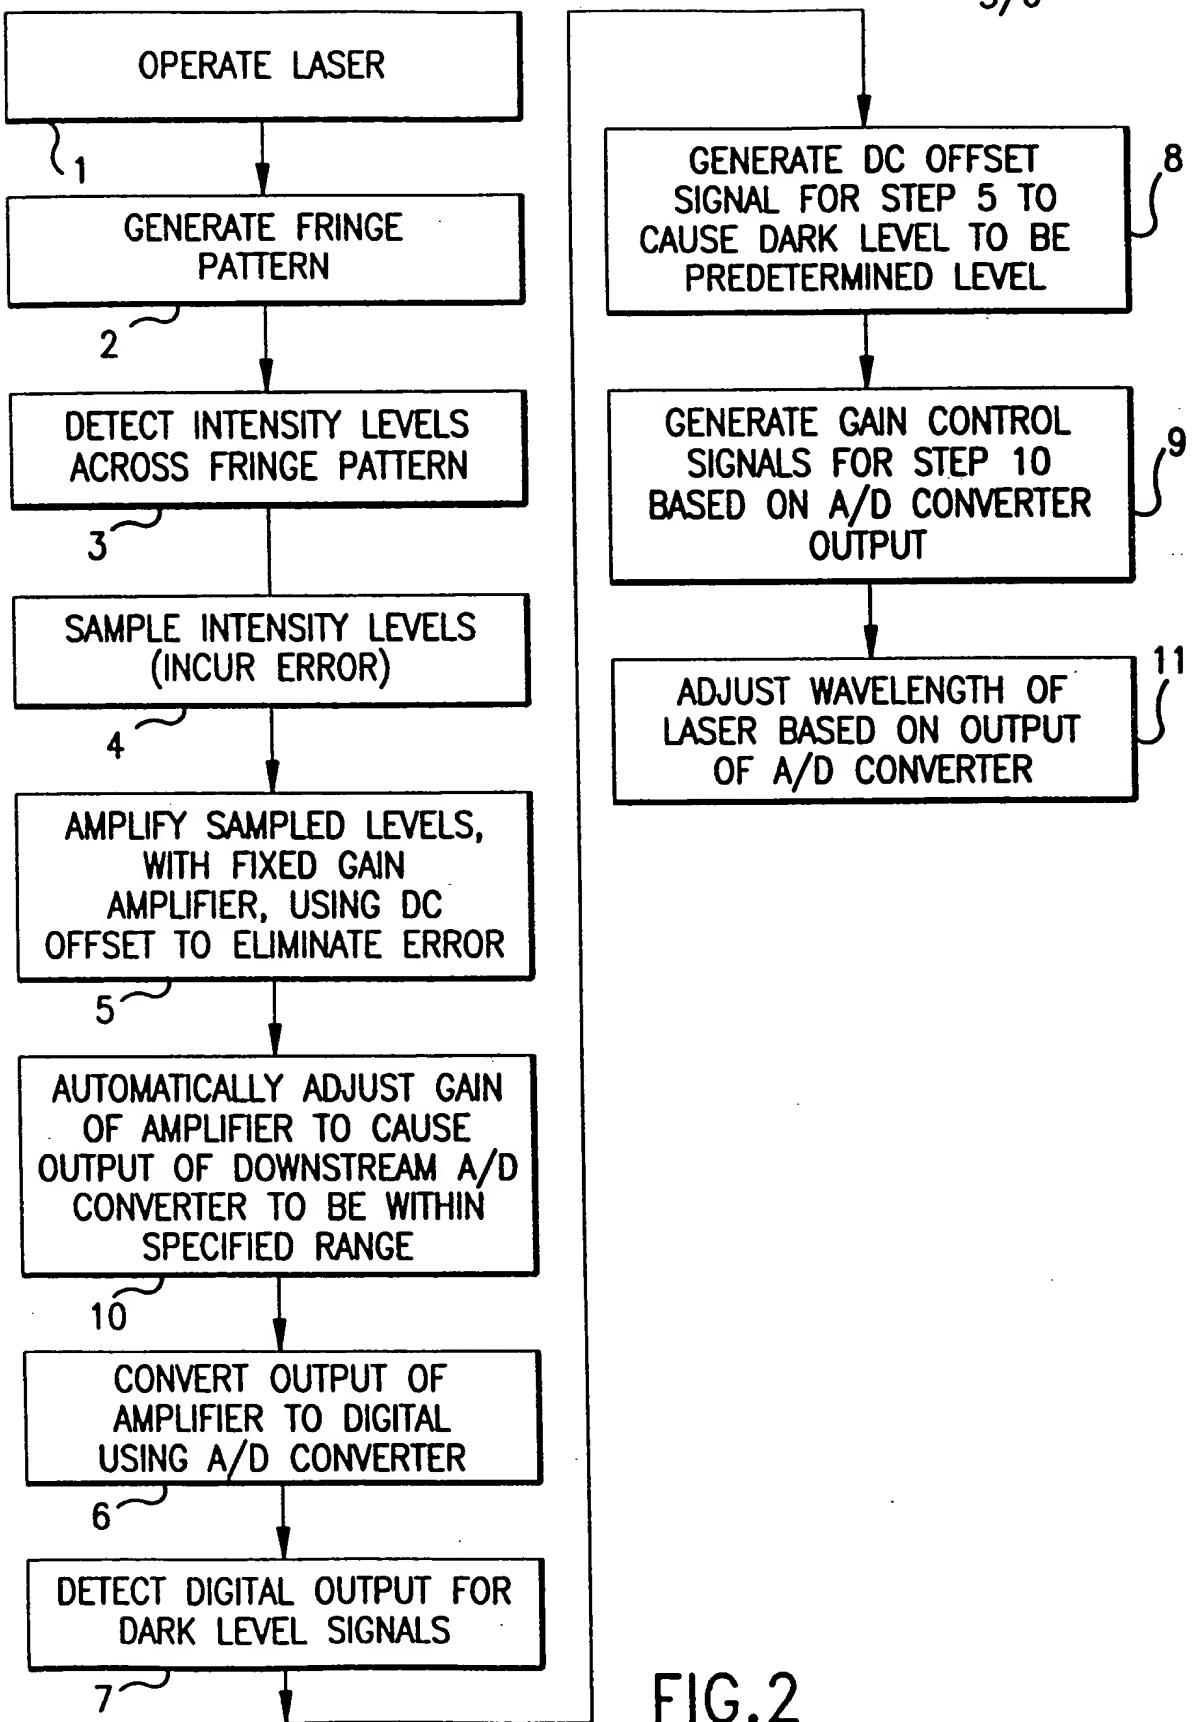 OPERATE LASER
1
GENERATE FRINGE
PATTERN
2
DETECT INTENSITY LEVELS
ACROSS FRINGE PATTERN
3
SAMPLE INTENSITY LEVELS
(INCUR ERROR)
4
AMPLIFY SAMPLED LEVELS,
WITH FIXED GAIN
AMPLIFIER, USING DC
OFFSET TO ELIMINATE ERROR
5
AUTOMATICALLY ADJUST GAIN
OF AMPLIFIER TO CAUSE
OUTPUT OF DOWNSTREAM A/D
CONVERTER TO BE WITHIN
SPECIFIED RANGE
10
CONVERT OUTPUT OF
AMPLIFIER TO DIGITAL
USING A/D CONVERTER
6
DETECT DIGITAL OUTPUT FOR
DARK LEVEL SIGNALS
7
GENERATE DC OFFSET
SIGNAL FOR STEP 5 TO
CAUSE DARK LEVEL TO BE
PREDETERMINED LEVEL
8
GENERATE GAIN CONTROL
SIGNALS FOR STEP 10
BASED ON A/D CONVERTER
OUTPUT
9
ADJUST WAVELENGTH OF
LASER BASED ON OUTPUT
OF A/D CONVERTER
11
FIG.2